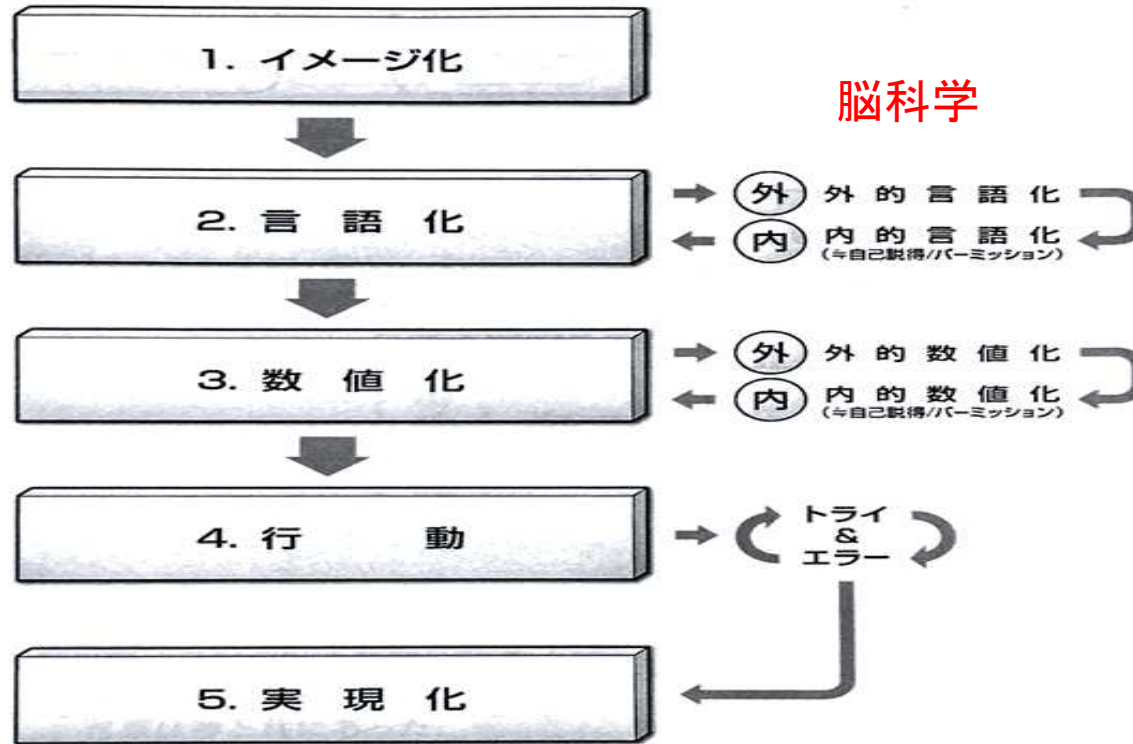 1. イメージ化
脳科学
2. 言語化
外 外的言語化
内 内的言語化
(≒自己説得/パーミッション)
3. 数値化
外 外的数値化
内 内的数値化
(≒自己説得/パーミッション)
4. 行動
トライ
&
エラー
5. 実現化